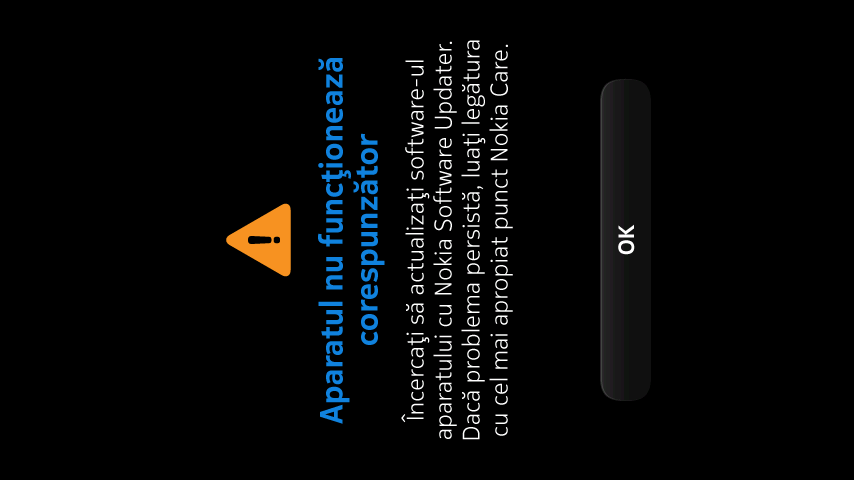 Aparatul nu funcţionează
corespunzător
Încercaţi să actualizaţi software-ul
aparatului cu Nokia Software Updater.
Dacă problema persistă, luaţi legătura
cu cel mai apropiat punct Nokia Care.
OK